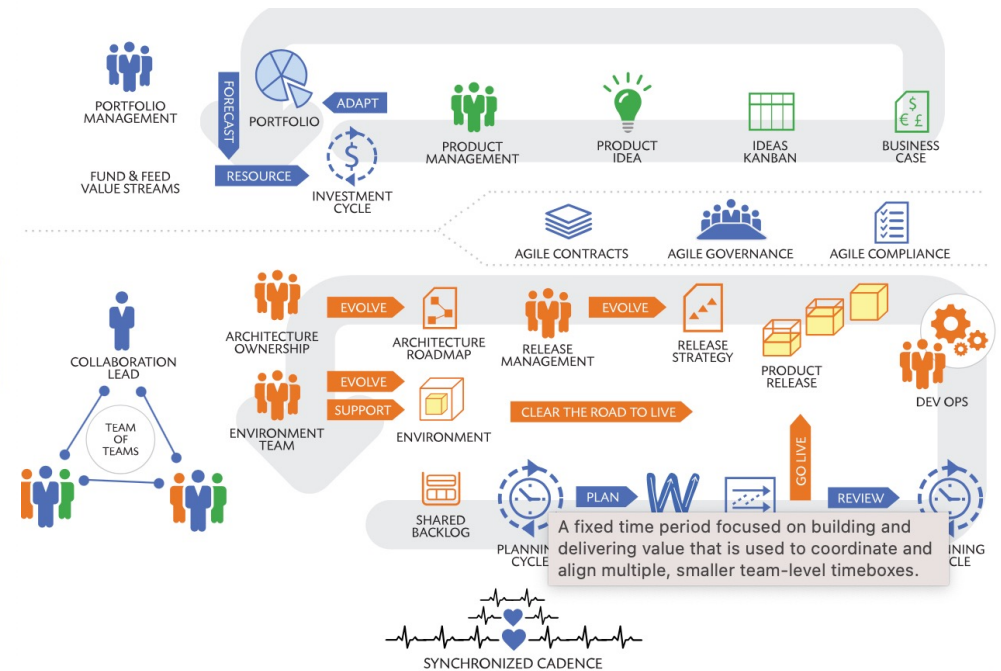 PORTFOLIO
MANAGEMENT
FORECAST
PORTFOLIO
ADAPT
PRODUCT
MANAGEMENT
PRODUCT
IDEA
IDEAS
KANBAN
$
€ £
BUSINESS
CASE
FUND & FEED
VALUE STREAMS
RESOURCE
$
INVESTMENT
CYCLE
AGILE CONTRACTS
AGILE GOVERNANCE
AGILE COMPLIANCE
COLLABORATION
LEAD
TEAM
OF
TEAMS
ARCHITECTURE
OWNERSHIP
EVOLVE
ARCHITECTURE
ROADMAP
RELEASE
MANAGEMENT
EVOLVE
RELEASE
STRATEGY
PRODUCT
RELEASE
DEV OPS
ENVIRONMENT
TEAM
EVOLVE
SUPPORT
ENVIRONMENT
CLEAR THE ROAD TO LIVE
GO LIVE
SHARED
BACKLOG
PLAN
W
REVIEW
A fixed time period focused on building and
delivering value that is used to coordinate and
align multiple, smaller team-level timeboxes.
SYNCHRONIZED CADENCE